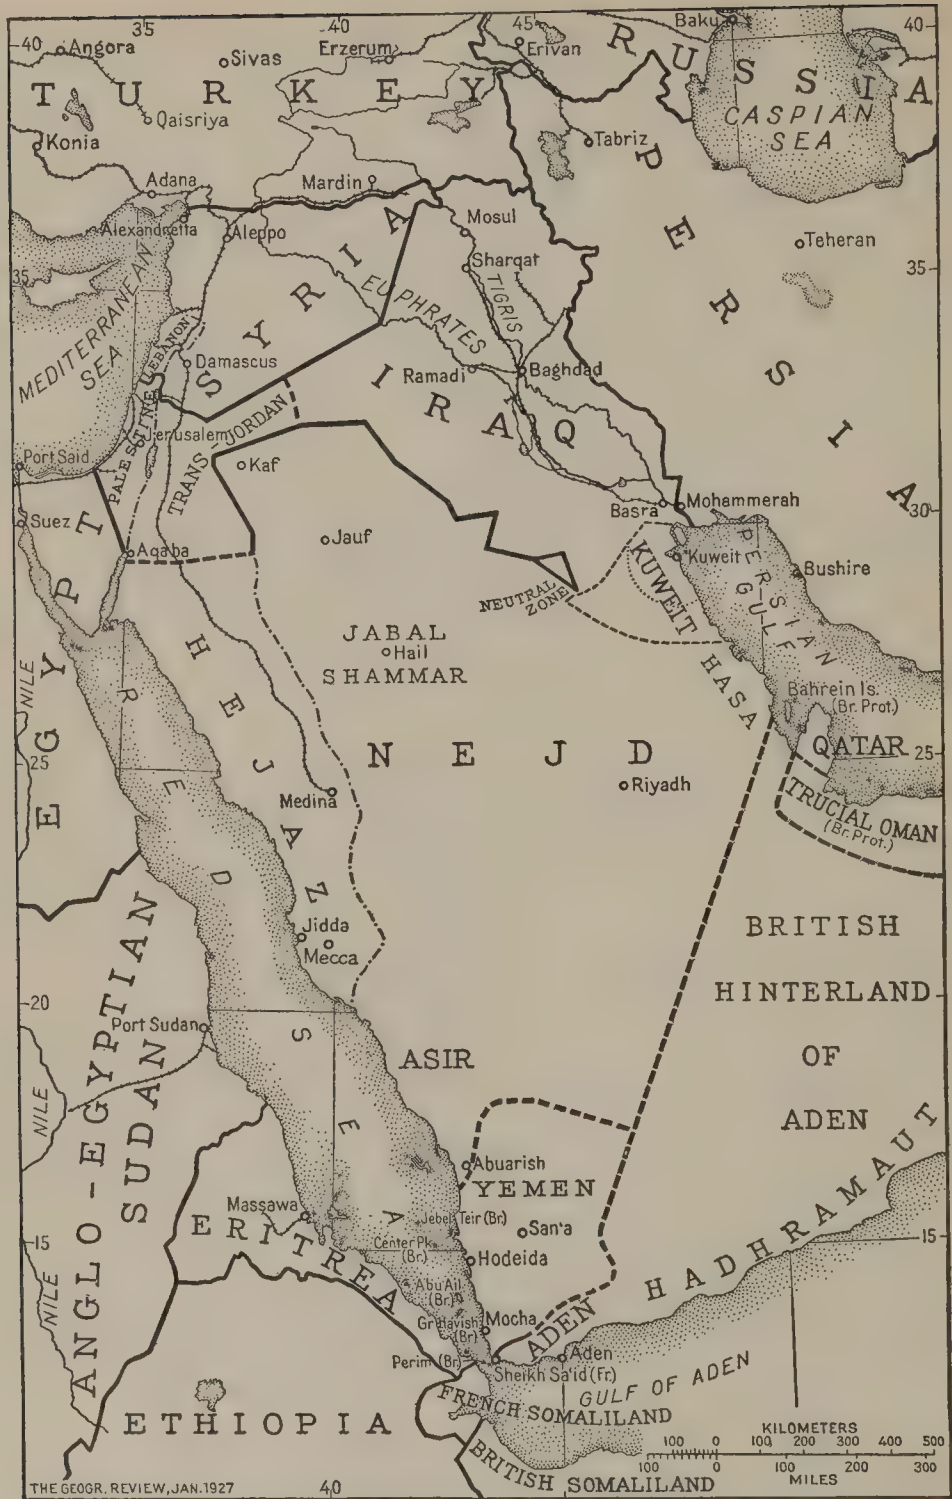 40
35
40
45
40
Angora
Sivas
Erzerum
Erivan
Baku
RUSSIA
TURKEY
CASPIAN
SEA
Qaisriya
Konia
Tabriz
PERSIA
Adana
Mardin
Alexandretta
Aleppo
Mosul
Teheran
35
35
Sharqat
SYRIA
EUPHRATES
TIGRIS
MEDITERRANEAN
SEA
LEBANON
Damascus
Ramadi
Baghdad
IRAQ
PALESTINE
Jerusalem
TRANS-JORDAN
Port Said
Kaf
Basra
Mohammerah
30
Suez
Aqaba
Jauf
KUWEIT
Kuweit
PERSIAN
GULF
Bushire
NEUTRAL
ZONE
EGYPT
NILE
HEJAZ
JABAL
Hail
SHAMMAR
HASA
Bahrein Is.
(Br. Prot.)
QATAR
25
25
NEJD
Riyadh
Medina
TRUCIAL OMAN
(Br. Prot.)
RED SEA
Jidda
Mecca
BRITISH
HINTERLAND
OF
ADEN
20
Port Sudan
ASIR
ANGLO-EGYPTIAN
SUDAN
NILE
Abuarish
YEMEN
Massawa
Jebel Teir (Br.)
San'a
ERITREA
Center Pk.
(Br.)
Hodeida
HADHRAMAUT
15
15
NILE
Abu Ail
(Br.)
Gr. Havish
(Br.)
Mocha
ADEN
Perim (Br.)
Aden
Sheikh Sa'id (Fr.)
GULF OF ADEN
FRENCH SOMALILAND
ETHIOPIA
BRITISH SOMALILAND
KILOMETERS
100 0 100 200 300 400 500
100 0 100 200 300
MILES
THE GEOGR. REVIEW, JAN. 1927
40